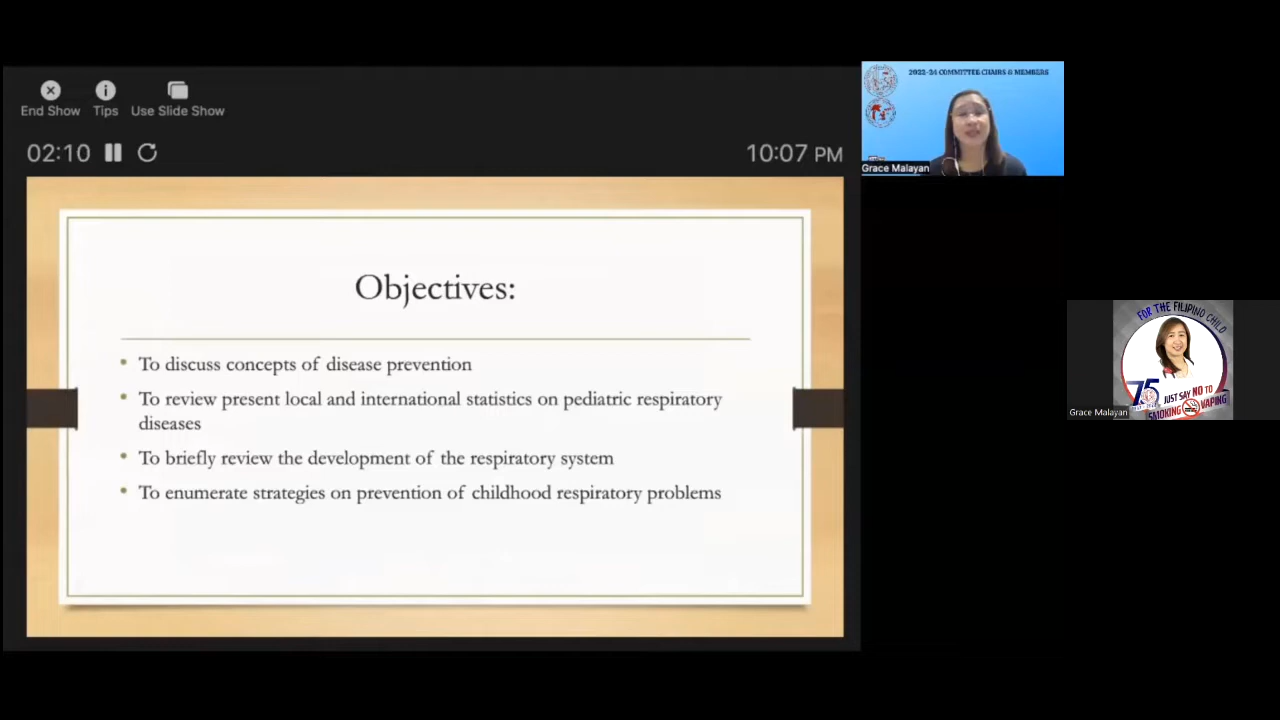 End Show Tips Use Slide Show
02:10 10:07 PM
Objectives:
• To discuss concepts of disease prevention
• To review present local and international statistics on pediatric respiratory
diseases
• To briefly review the development of the respiratory system
• To enumerate strategies on prevention of childhood respiratory problems
2022-24 COMMITTEE CHAIRS & MEMBERS
Grace Malayan
FOR THE FILIPINO CHILD
75
JUST SAY NO TO
SMOKING VAPING
Grace Malayan